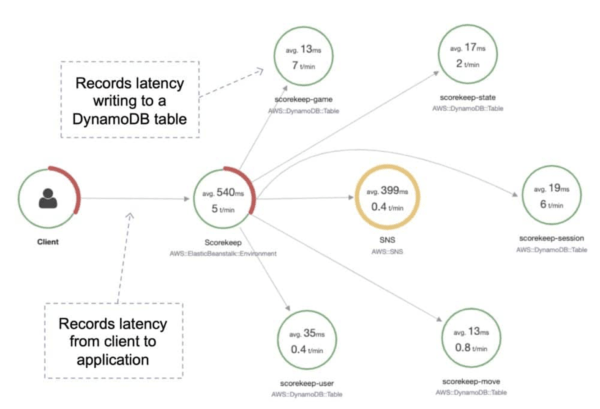 avg. 13ms
7 t/min
scorekeep-game
AWS::DynamoDB::Table
avg. 17ms
2 t/min
scorekeep-state
AWS::DynamoDB::Table
Records latency
writing to a
DynamoDB table
Client
avg. 540ms
5 t/min
Scorekeep
AWS::ElasticBeanstalk::Environment
avg. 399ms
0.4 t/min
SNS
AWS::SNS
avg. 19ms
6 t/min
scorekeep-session
AWS::DynamoDB::Table
Records latency
from client to
application
avg. 35ms
0.4 t/min
scorekeep-user
AWS::DynamoDB::Table
avg. 13ms
0.8 t/min
scorekeep-move
AWS::DynamoDB::Table